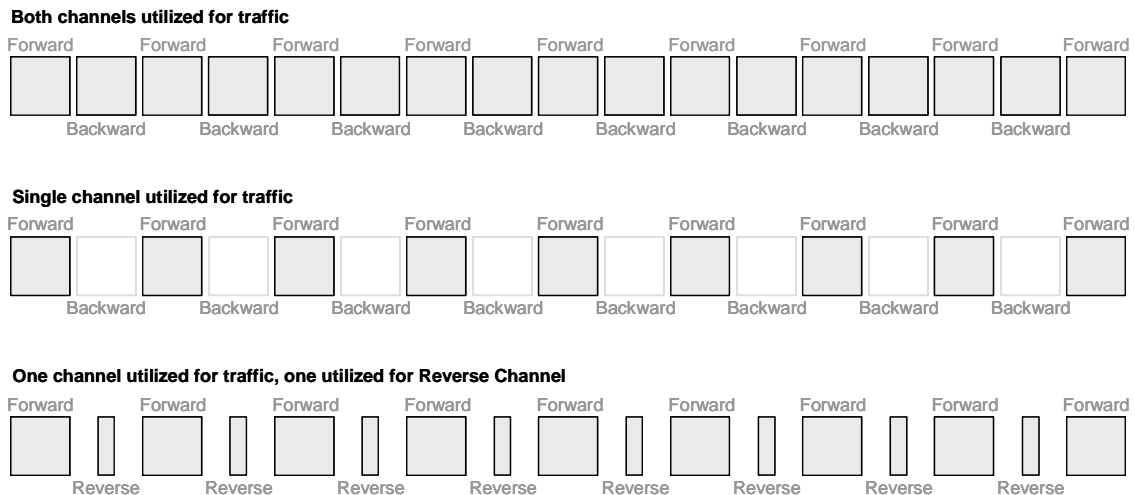 Both channels utilized for traffic
Forward Forward Forward Forward Forward Forward Forward Forward Forward
Backward Backward Backward Backward Backward Backward Backward Backward
Single channel utilized for traffic
Forward Forward Forward Forward Forward Forward Forward Forward Forward
Backward Backward Backward Backward Backward Backward Backward Backward
One channel utilized for traffic, one utilized for Reverse Channel
Forward Forward Forward Forward Forward Forward Forward Forward Forward
Reverse Reverse Reverse Reverse Reverse Reverse Reverse Reverse